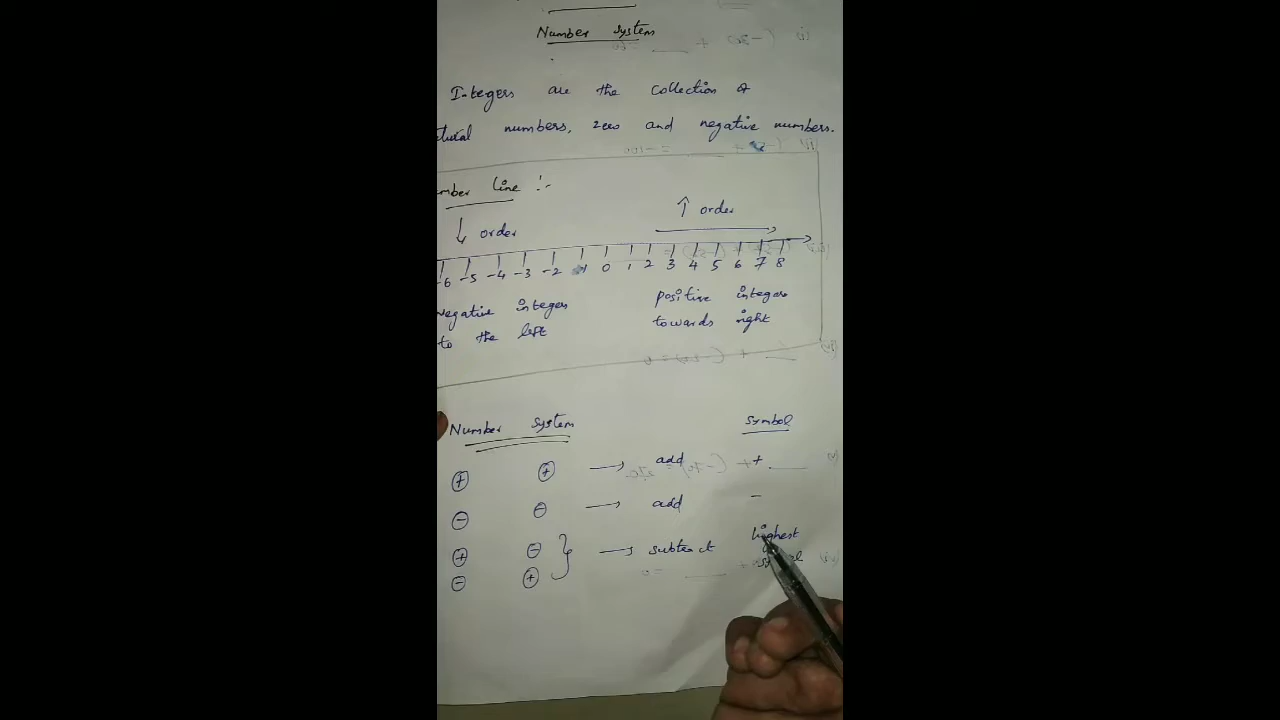 Number System
Integers are the collection of
tural numbers, zero and negative numbers.
mber line :-
↑ order
↓ order
-6 -5 -4 -3 -2 -1 0 1 2 3 4 5 6 7 8
negative integers positive integers
to the left towards right
Number System Symbol
+ + → add +
- - → add -
+ - } → subtract highest
- +